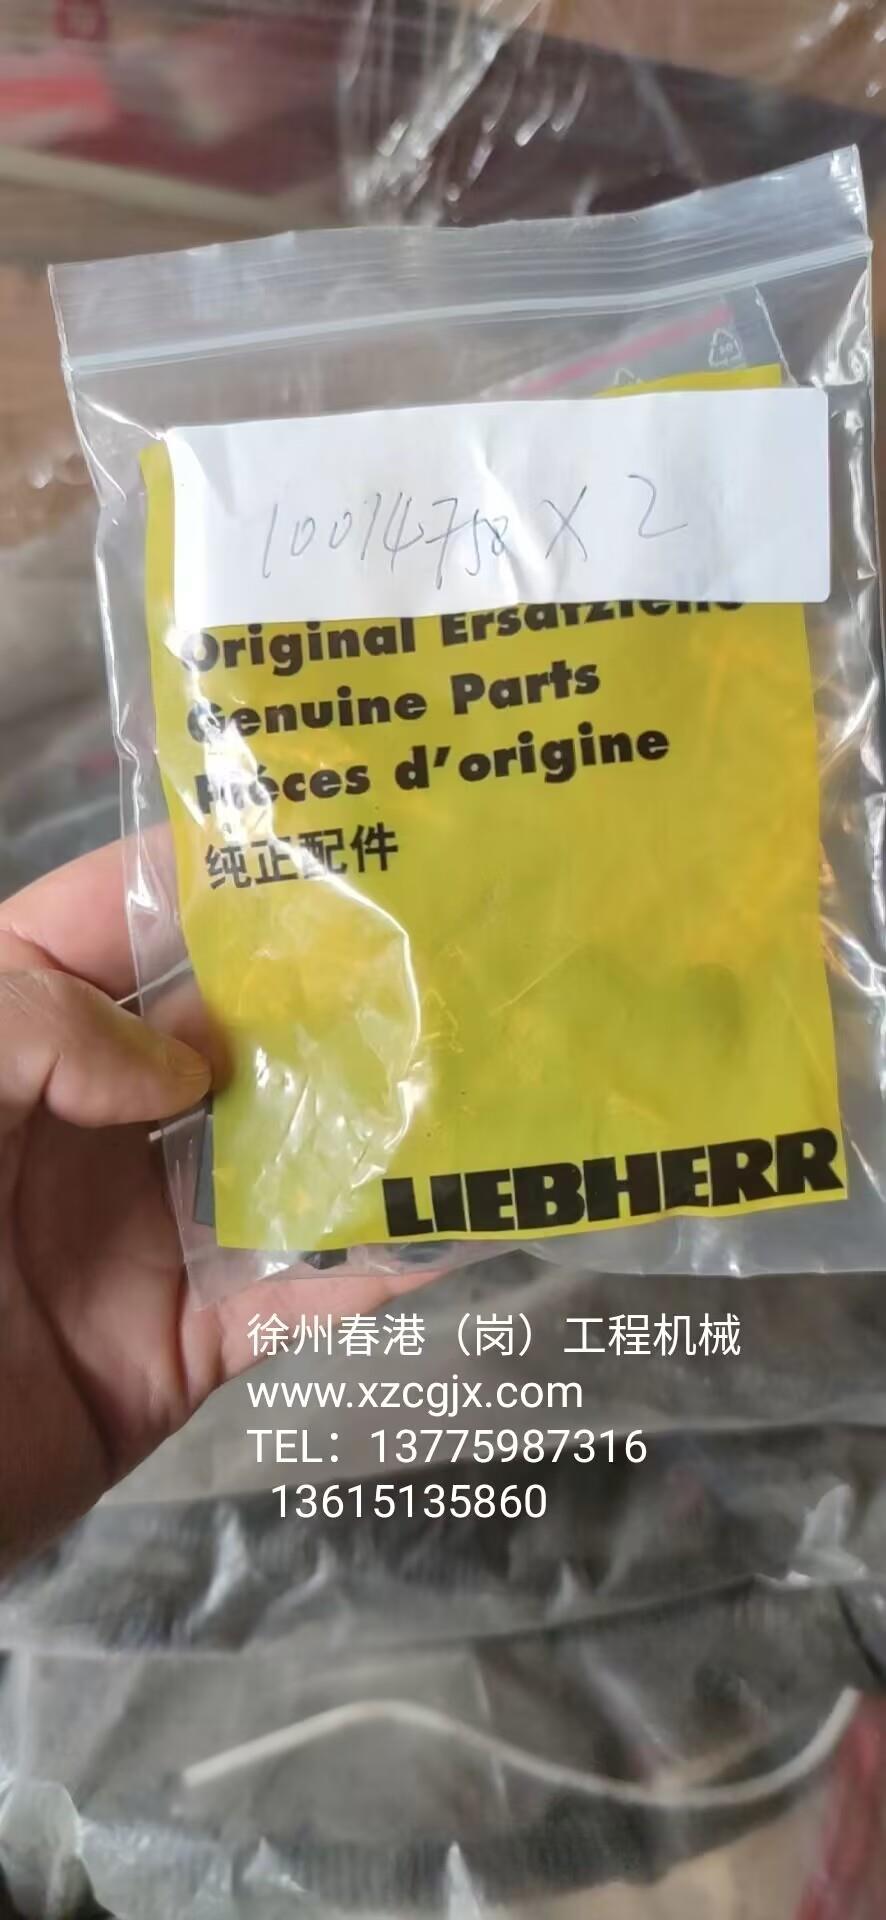 10074758 X 2
Original Ersatzteile
Genuine Parts
Pièces d'origine
纯正配件
LIEBHERR
徐州春港（岗）工程机械
www.xzcgjx.com
TEL：13775987316
13615135860